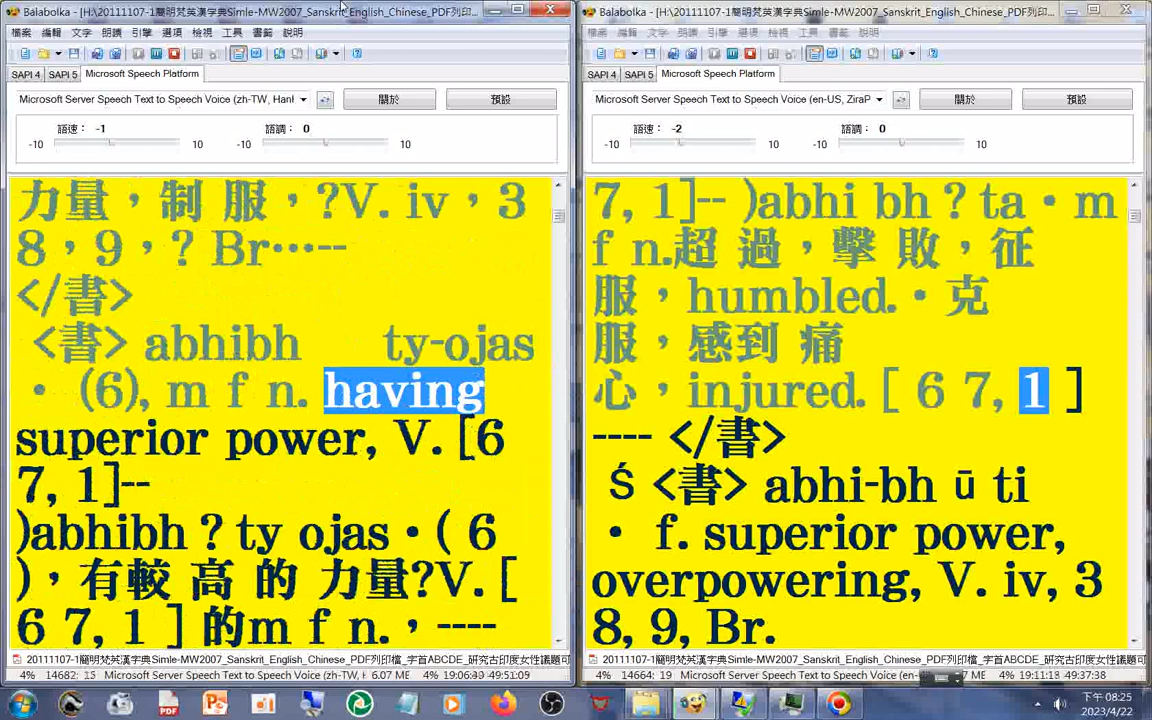 Balabolka - [H:\20111107-1簡明梵英漢字典Simle-MW2007_Sanskrit_English_Chinese_PDF列印...
檔案 編輯 文字 朗讀 引擎 選項 檢視 工具 書籤 說明
SAPI 4 SAPI 5 Microsoft Speech Platform
Microsoft Server Speech Text to Speech Voice (zh-TW, Hanl
關於 預設
語速： -1 語調： 0
-10 10 -10 10
力量，制 服，?V. iv，3
8，9，? Br…--
</書>
<書> abhibh ty-ojas
• (6), m f n. having
superior power, V. [6
7, 1]--
)abhibh ? ty ojas • ( 6
)，有較 高 的 力量?V. [
6 7, 1 ] 的m f n.，----
20111107-1簡明梵英漢字典Simle-MW2007_Sanskrit_English_Chinese_PDF列印檔_字首ABCDE_研究古印度女性議題可
4% 14682: 15 Microsoft Server Speech Text to Speech Voice (zh-TW, 6.07 MB 4% 19:06:39 49:51:09
Balabolka - [H:\20111107-1簡明梵英漢字典Simle-MW2007_Sanskrit_English_Chinese_PDF列印...
檔案 編輯 文字 朗讀 引擎 選項 檢視 工具 書籤 說明
SAPI 4 SAPI 5 Microsoft Speech Platform
Microsoft Server Speech Text to Speech Voice (en-US, ZiraP
關於 預設
語速： -2 語調： 0
-10 10 -10 10
7, 1]-- )abhi bh ? ta • m
f n.超 過，擊 敗，征
服，humbled. • 克
服，感到 痛
心，injured. [ 6 7, 1 ]
---- </書>
Ś <書> abhi-bh ū ti
• f. superior power,
overpowering, V. iv, 3
8, 9, Br.
20111107-1簡明梵英漢字典Simle-MW2007_Sanskrit_English_Chinese_PDF列印檔_字首ABCDE_研究古印度女性議題可
4% 14664: 19 Microsoft Server Speech Text to Speech Voice (en-U MB 4% 19:11:13 49:37:38
下午 08:25
2023/4/22